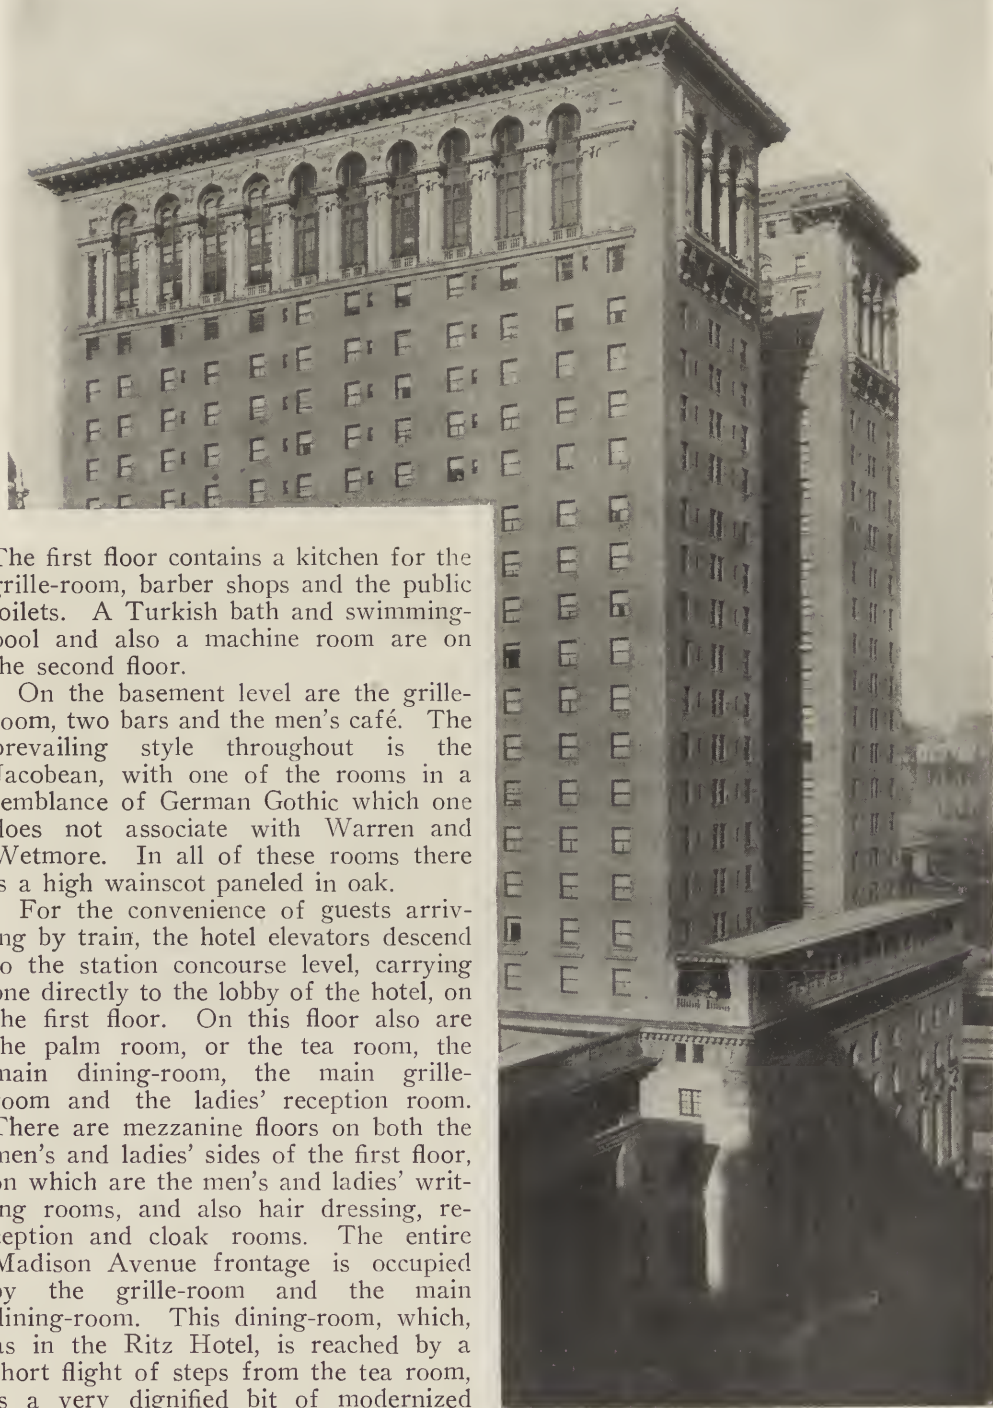 The first floor contains a kitchen for the
grille-room, barber shops and the public
toilets. A Turkish bath and swimming-
pool and also a machine room are on
the second floor.
On the basement level are the grille-
room, two bars and the men's café. The
prevailing style throughout is the
Jacobean, with one of the rooms in a
semblance of German Gothic which one
does not associate with Warren and
Wetmore. In all of these rooms there
is a high wainscot paneled in oak.
For the convenience of guests arriv-
ing by train, the hotel elevators descend
to the station concourse level, carrying
one directly to the lobby of the hotel, on
the first floor. On this floor also are
the palm room, or the tea room, the
main dining-room, the main grille-
room and the ladies' reception room.
There are mezzanine floors on both the
men's and ladies' sides of the first floor,
on which are the men's and ladies' writ-
ing rooms, and also hair dressing, re-
ception and cloak rooms. The entire
Madison Avenue frontage is occupied
by the grille-room and the main
dining-room. This dining-room, which,
as in the Ritz Hotel, is reached by a
short flight of steps from the tea room,
is a very dignified bit of modernized